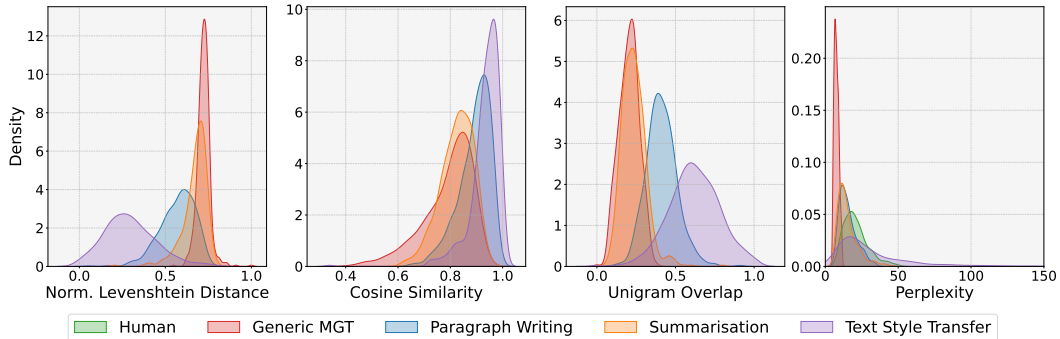 Density
12
10
8
6
4
2
0
0.0 0.5 1.0
Norm. Levenshtein Distance
10
8
6
4
2
0
0.4 0.6 0.8 1.0
Cosine Similarity
6
5
4
3
2
1
0
0.0 0.5 1.0
Unigram Overlap
0.20
0.15
0.10
0.05
0.00
0 50 100 150
Perplexity
Human Generic MGT Paragraph Writing Summarisation Text Style Transfer